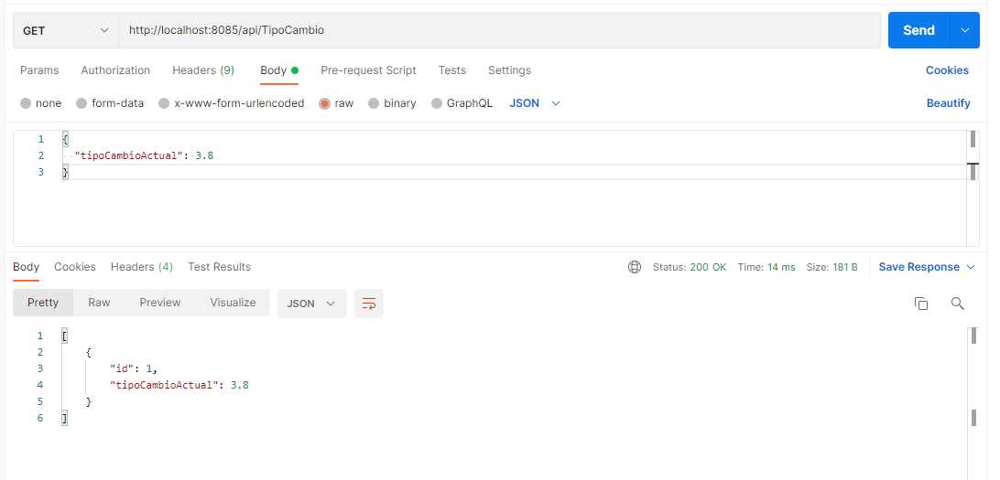 GET http://localhost:8085/api/TipoCambio Send
Params Authorization Headers (9) Body Pre-request Script Tests Settings Cookies
none form-data x-www-form-urlencoded raw binary GraphQL JSON Beautify
1 {
2 "tipoCambioActual": 3.8
3 }
Body Cookies Headers (4) Test Results Status: 200 OK Time: 14 ms Size: 181 B Save Response
Pretty Raw Preview Visualize JSON
1 [
2 {
3 "id": 1,
4 "tipoCambioActual": 3.8
5 }
6 ]